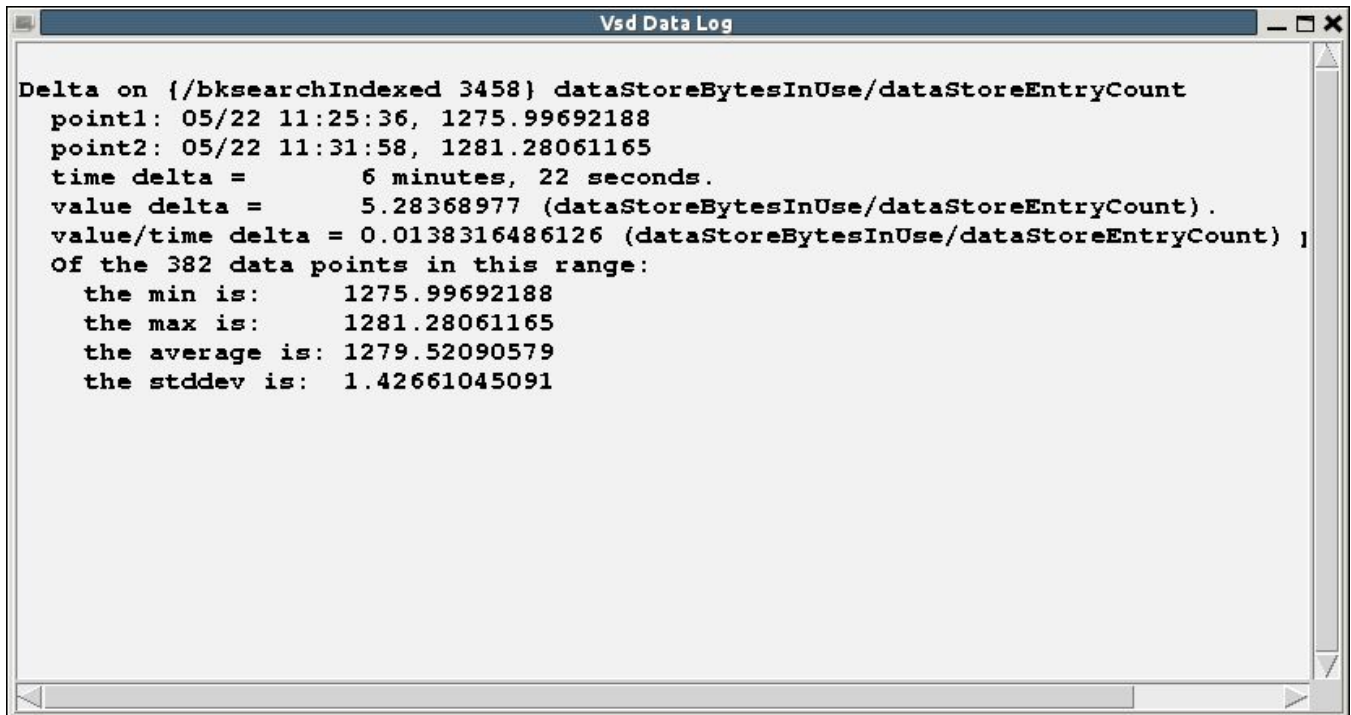 Vsd Data Log
Delta on {/bksearchIndexed 3458} dataStoreBytesInUse/dataStoreEntryCount
point1: 05/22 11:25:36, 1275.99692188
point2: 05/22 11:31:58, 1281.28061165
time delta = 6 minutes, 22 seconds.
value delta = 5.28368977 (dataStoreBytesInUse/dataStoreEntryCount).
value/time delta = 0.0138316486126 (dataStoreBytesInUse/dataStoreEntryCount)
Of the 382 data points in this range:
the min is: 1275.99692188
the max is: 1281.28061165
the average is: 1279.52090579
the stddev is: 1.42661045091